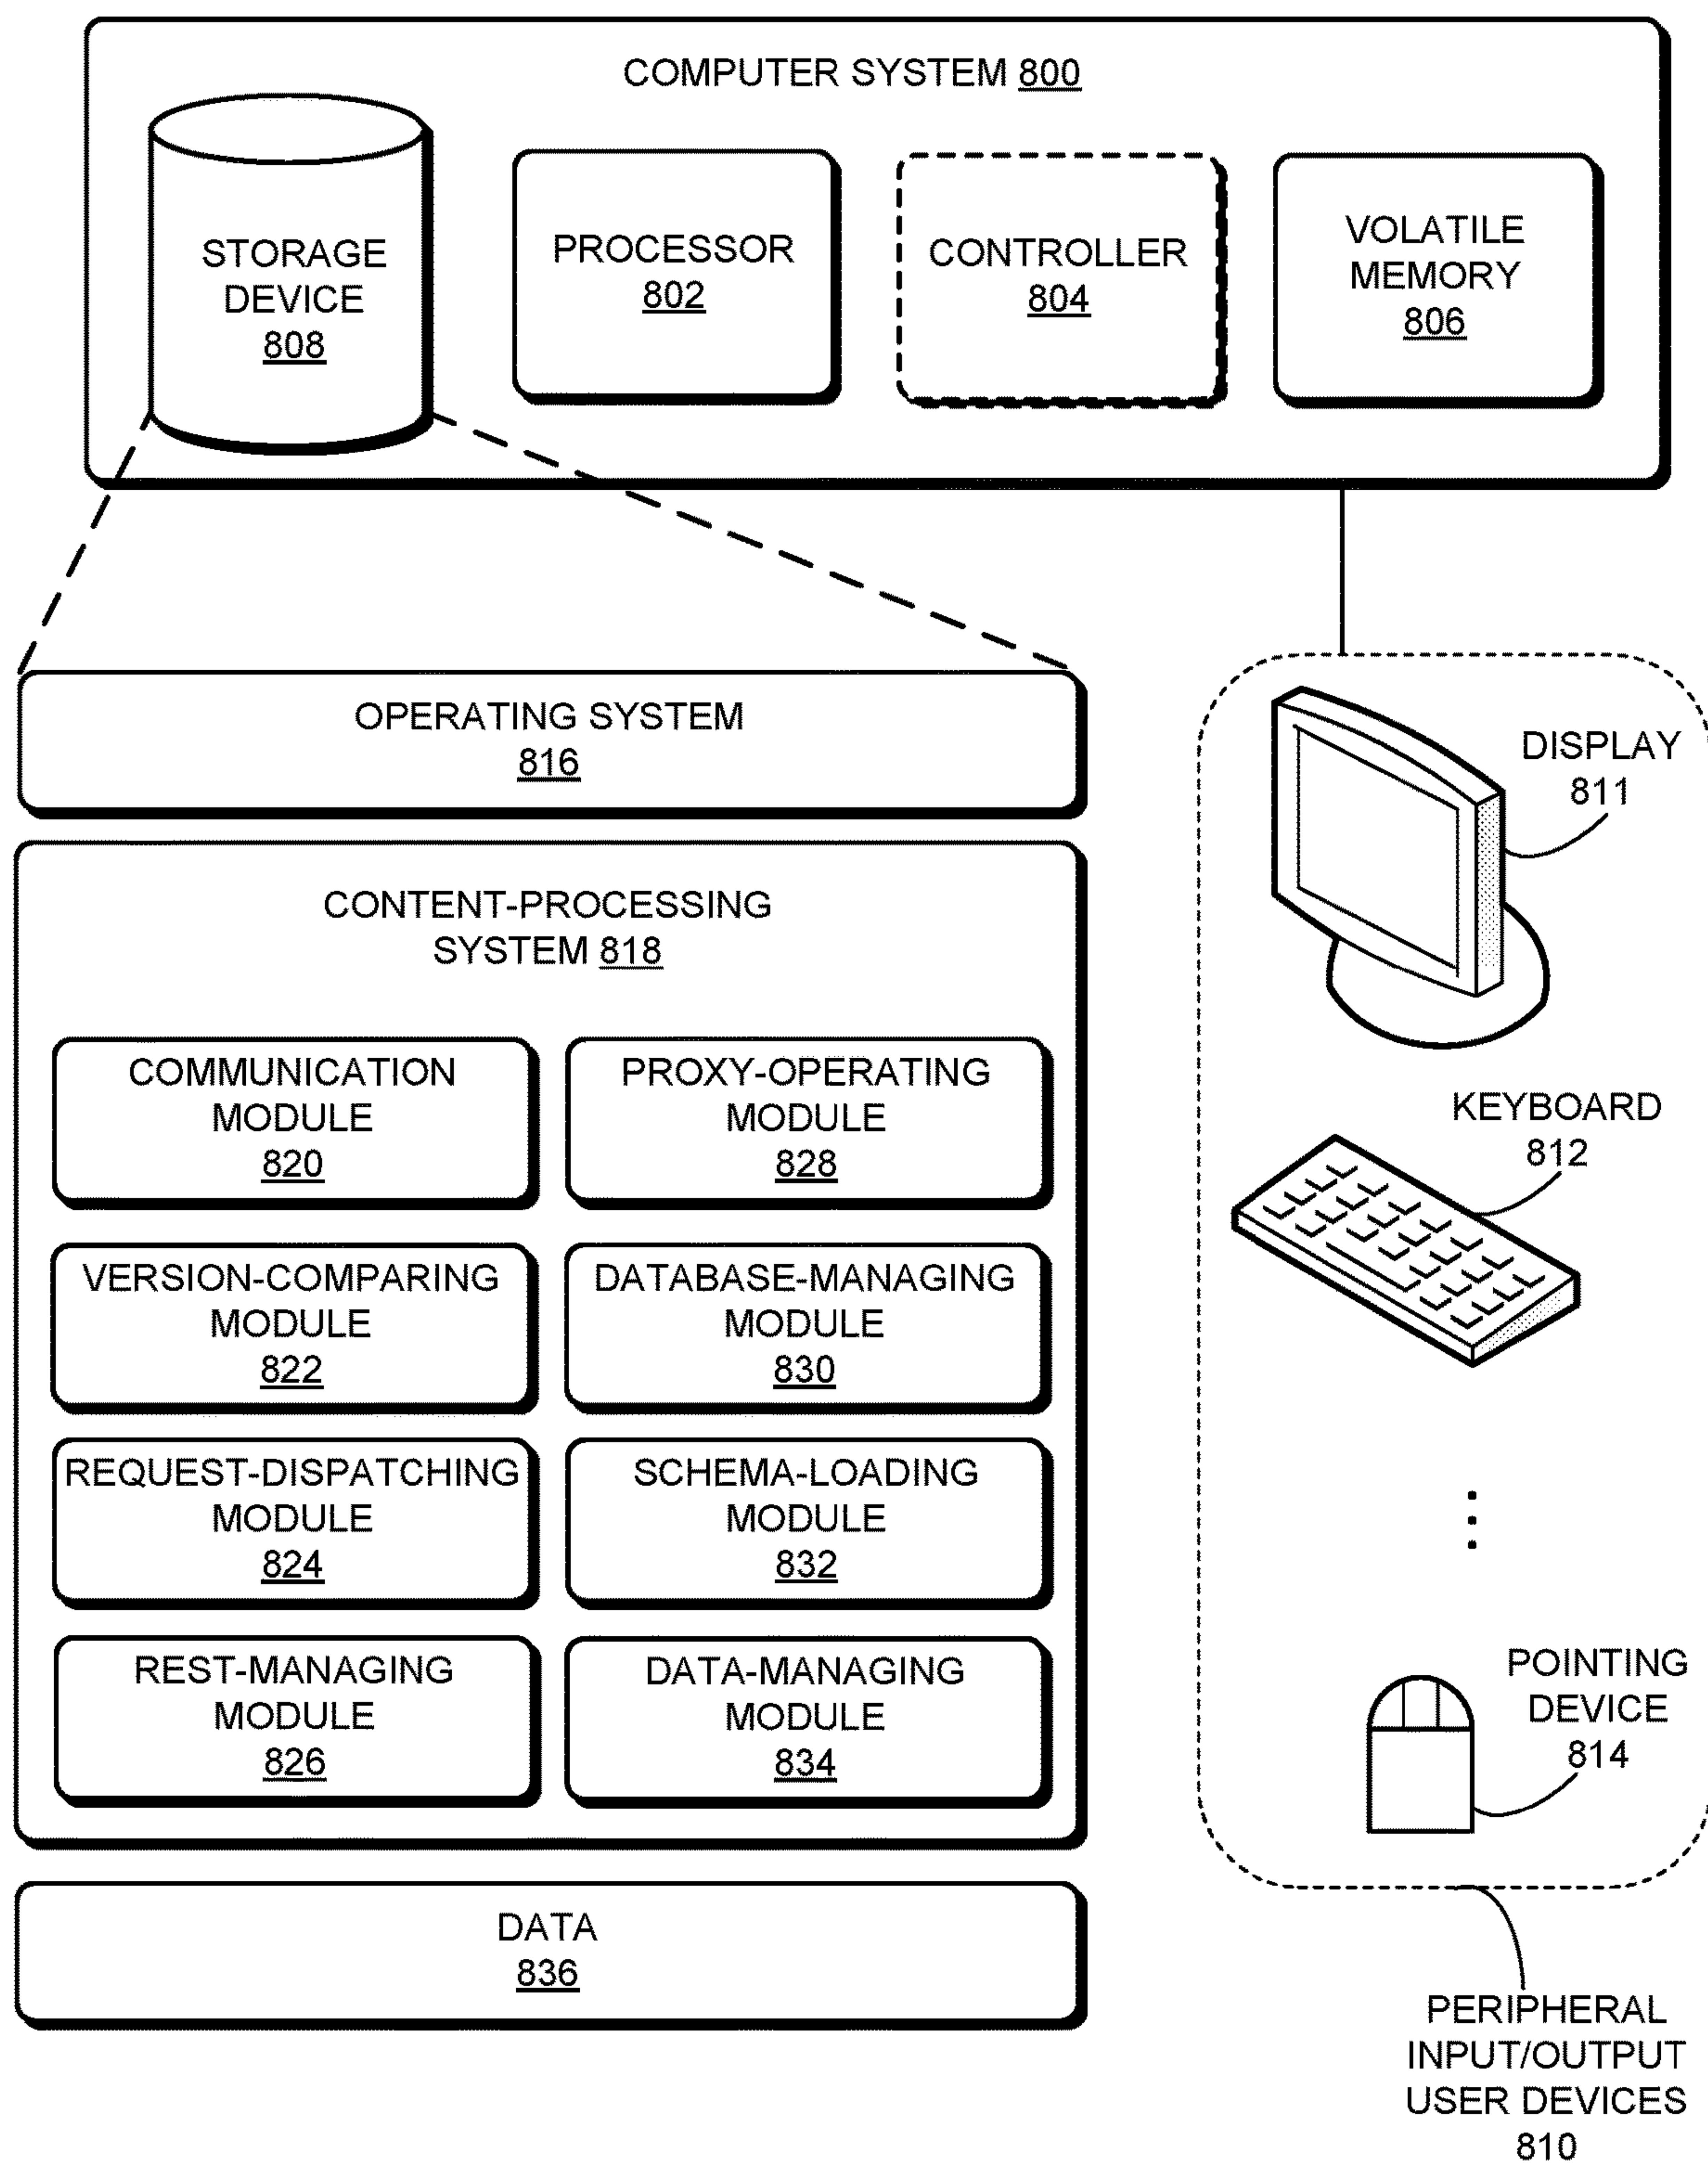 COMPUTER SYSTEM 800
STORAGE
DEVICE
808
PROCESSOR
802
CONTROLLER
804
VOLATILE
MEMORY
806
OPERATING SYSTEM
816
CONTENT-PROCESSING
SYSTEM 818
COMMUNICATION
MODULE
820
PROXY-OPERATING
MODULE
828
VERSION-COMPARING
MODULE
822
DATABASE-MANAGING
MODULE
830
REQUEST-DISPATCHING
MODULE
824
SCHEMA-LOADING
MODULE
832
REST-MANAGING
MODULE
826
DATA-MANAGING
MODULE
834
DATA
836
DISPLAY
811
KEYBOARD
812
POINTING
DEVICE
814
PERIPHERAL
INPUT/OUTPUT
USER DEVICES
810